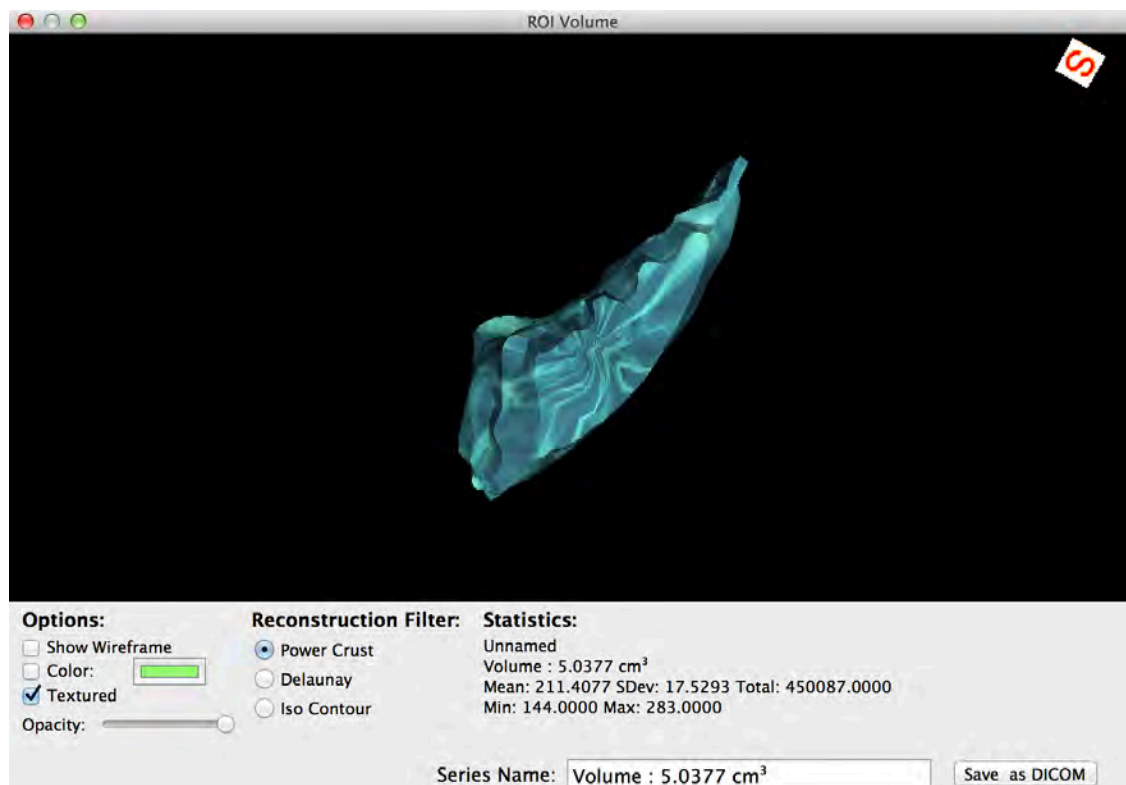 ROI Volume
S
Options:
Show Wireframe
Color:
Textured
Opacity:
Reconstruction Filter:
Power Crust
Delaunay
Iso Contour
Statistics:
Unnamed
Volume : 5.0377 cm³
Mean: 211.4077 SDev: 17.5293 Total: 450087.0000
Min: 144.0000 Max: 283.0000
Series Name: Volume : 5.0377 cm³ Save as DICOM